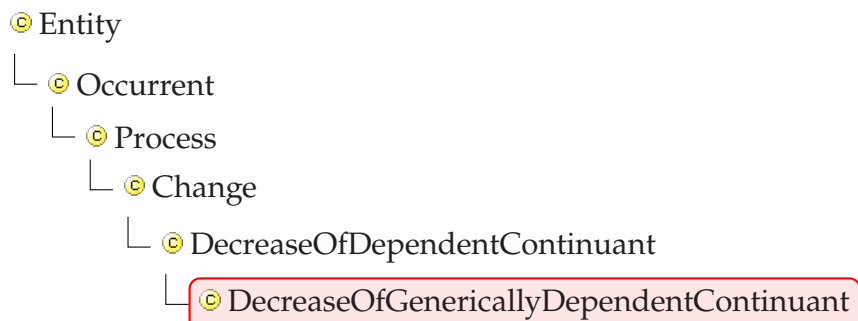 Entity
Occurrent
Process
Change
DecreaseOfDependentContinuant
DecreaseOfGenericallyDependentContinuant